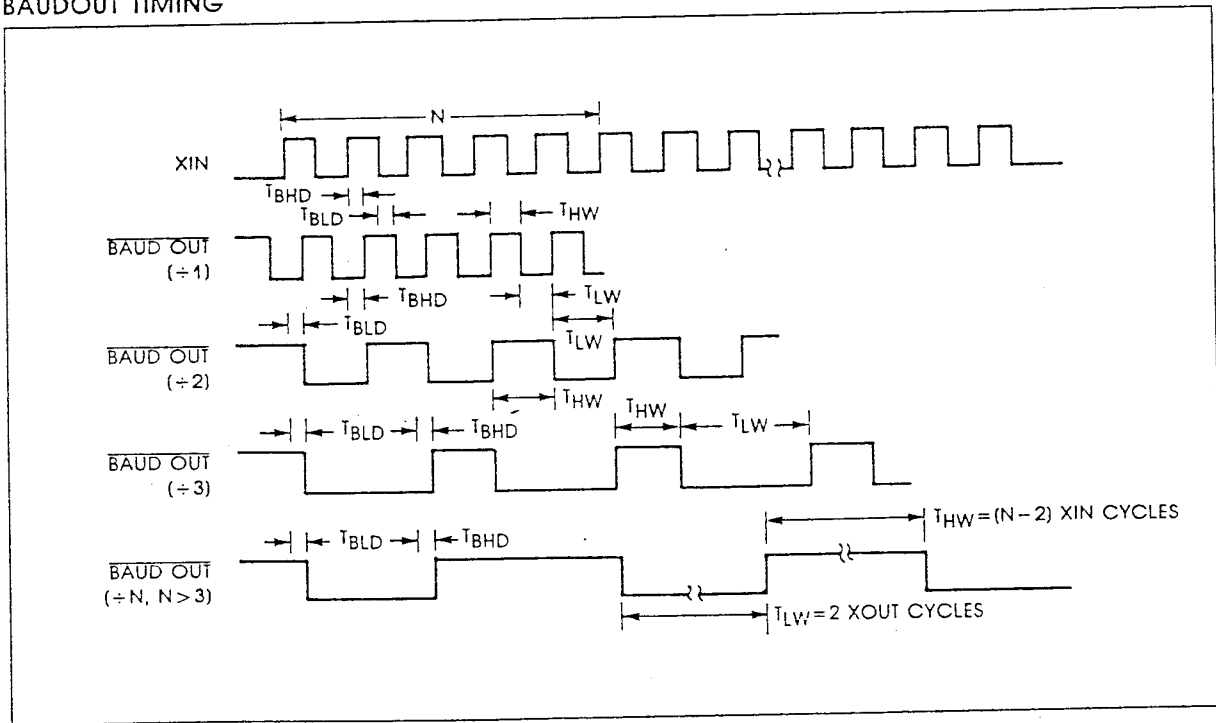 BAUDOUT TIMING
N
XIN
TBHD
TBLD
THW
BAUD OUT
(÷1)
TBHD
TLW
TBLD
TLW
BAUD OUT
(÷2)
THW
THW
TBLD
TBHD
TLW
BAUD OUT
(÷3)
THW=(N-2) XIN CYCLES
TBLD
TBHD
BAUD OUT
(÷N, N>3)
TLW=2 XOUT CYCLES